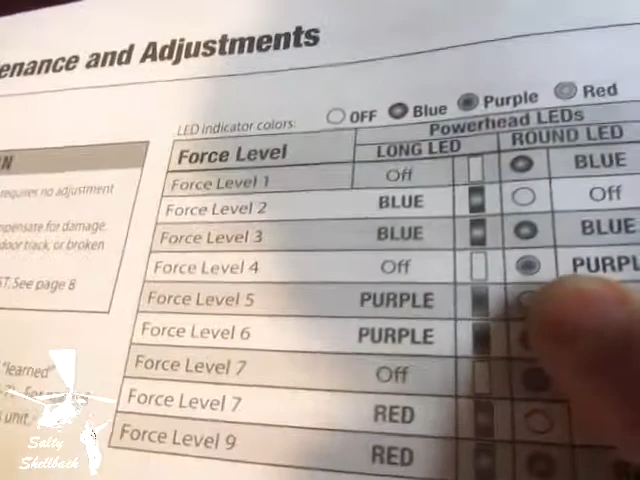 enance and Adjustments
LED indicator colors: OFF Blue Purple Red
Powerhead LEDs
Force Level LONG LED ROUND LED
Force Level 1 Off BLUE
Force Level 2 BLUE Off
Force Level 3 BLUE BLUE
Force Level 4 Off PURPL
Force Level 5 PURPLE
Force Level 6 PURPLE
Force Level 7 Off
Force Level 7 RED
Force Level 9 RED
N
requires no adjustment
mpensate for damage.
door track, or broken
ST. See page 8
"learned"
unit.
Salty
Shellback